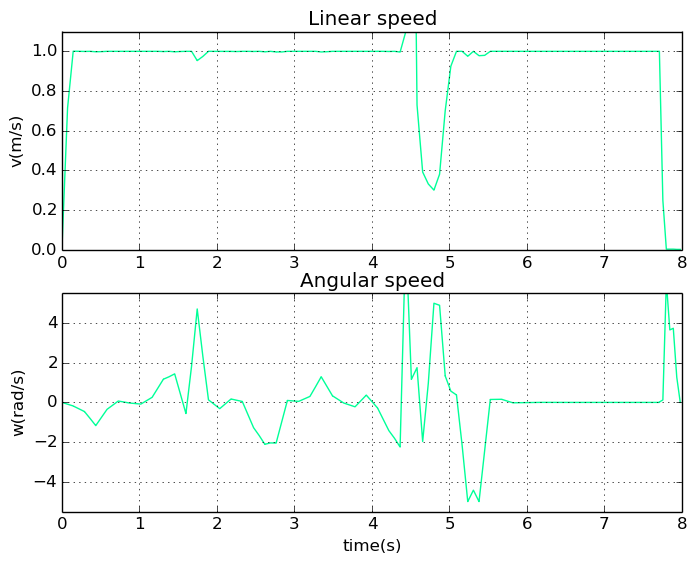 Linear speed
1.0
0.8
0.6
0.4
0.2
0.0
v(m/s)
0 1 2 3 4 5 6 7 8
Angular speed
4
2
0
−2
−4
w(rad/s)
0 1 2 3 4 5 6 7 8
time(s)